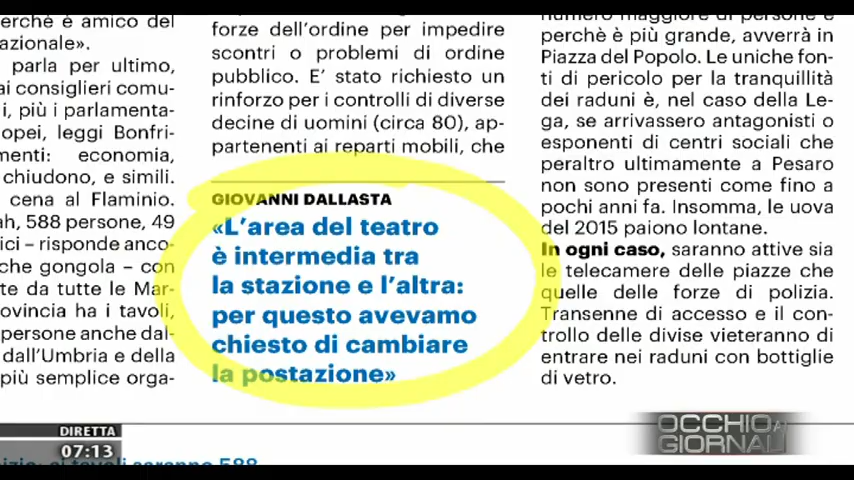 perchè è amico del
azionale».
parla per ultimo,
ai consiglieri comu-
i, più i parlamenta-
opei, leggi Bonfri-
menti: economia,
chiudono, e simili.
cena al Flaminio.
ah, 588 persone, 49
ici – risponde anco-
che gongola – con
te da tutte le Mar-
rovincia ha i tavoli,
persone anche dal-
dall'Umbria e della
più semplice orga-
forze dell'ordine per impedire
scontri o problemi di ordine
pubblico. E' stato richiesto un
rinforzo per i controlli di diverse
decine di uomini (circa 80), ap-
partenenti ai reparti mobili, che
GIOVANNI DALLASTA
«L'area del teatro
è intermedia tra
la stazione e l'altra:
per questo avevamo
chiesto di cambiare
la postazione»
numero maggiore di persone e
perchè è più grande, avverrà in
Piazza del Popolo. Le uniche fon-
ti di pericolo per la tranquillità
dei raduni è, nel caso della Le-
ga, se arrivassero antagonisti o
esponenti di centri sociali che
peraltro ultimamente a Pesaro
non sono presenti come fino a
pochi anni fa. Insomma, le uova
del 2015 paiono lontane.
In ogni caso, saranno attive sia
le telecamere delle piazze che
quelle delle forze di polizia.
Transenne di accesso e il con-
trollo delle divise vieteranno di
entrare nei raduni con bottiglie
di vetro.
DIRETTA
07:13
OCCHIO AI
GIORNALI